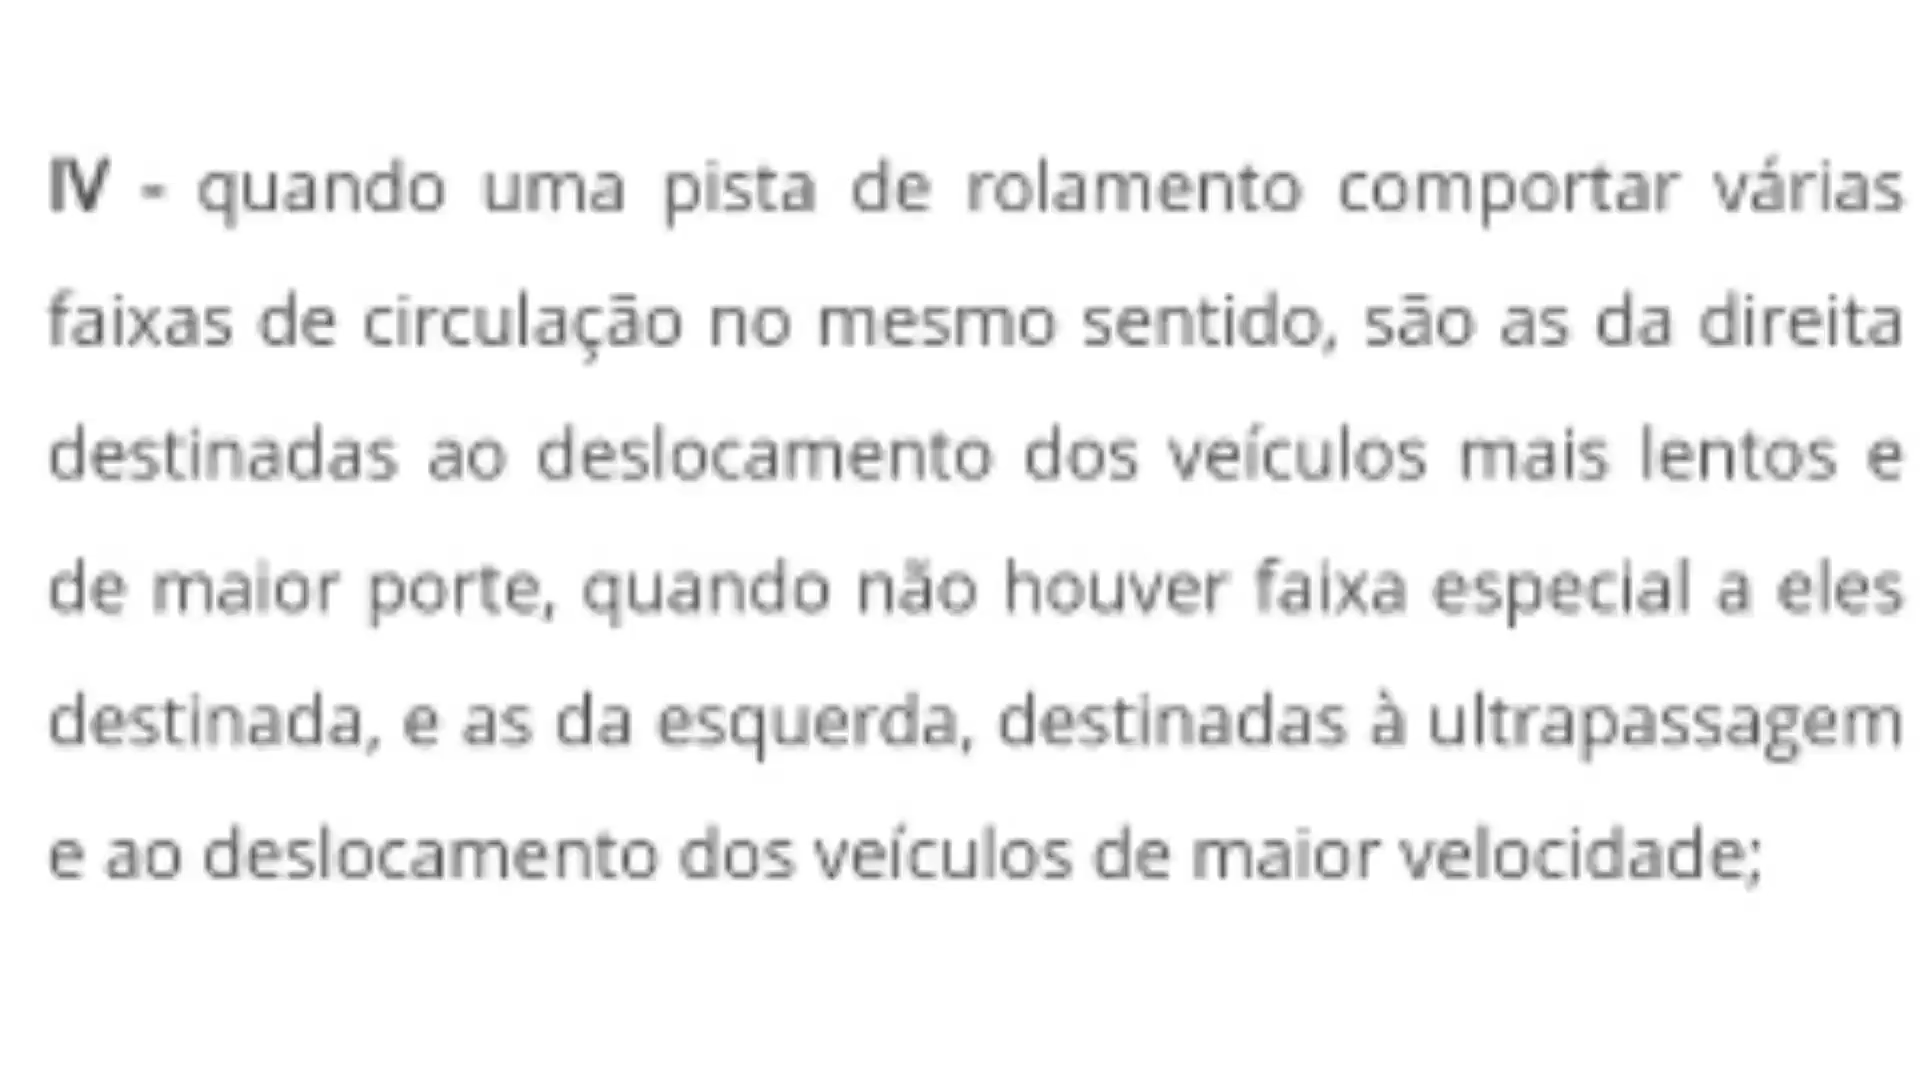 IV - quando uma pista de rolamento comportar várias
faixas de circulação no mesmo sentido, são as da direita
destinadas ao deslocamento dos veículos mais lentos e
de maior porte, quando não houver faixa especial a eles
destinada, e as da esquerda, destinadas à ultrapassagem
e ao deslocamento dos veículos de maior velocidade;